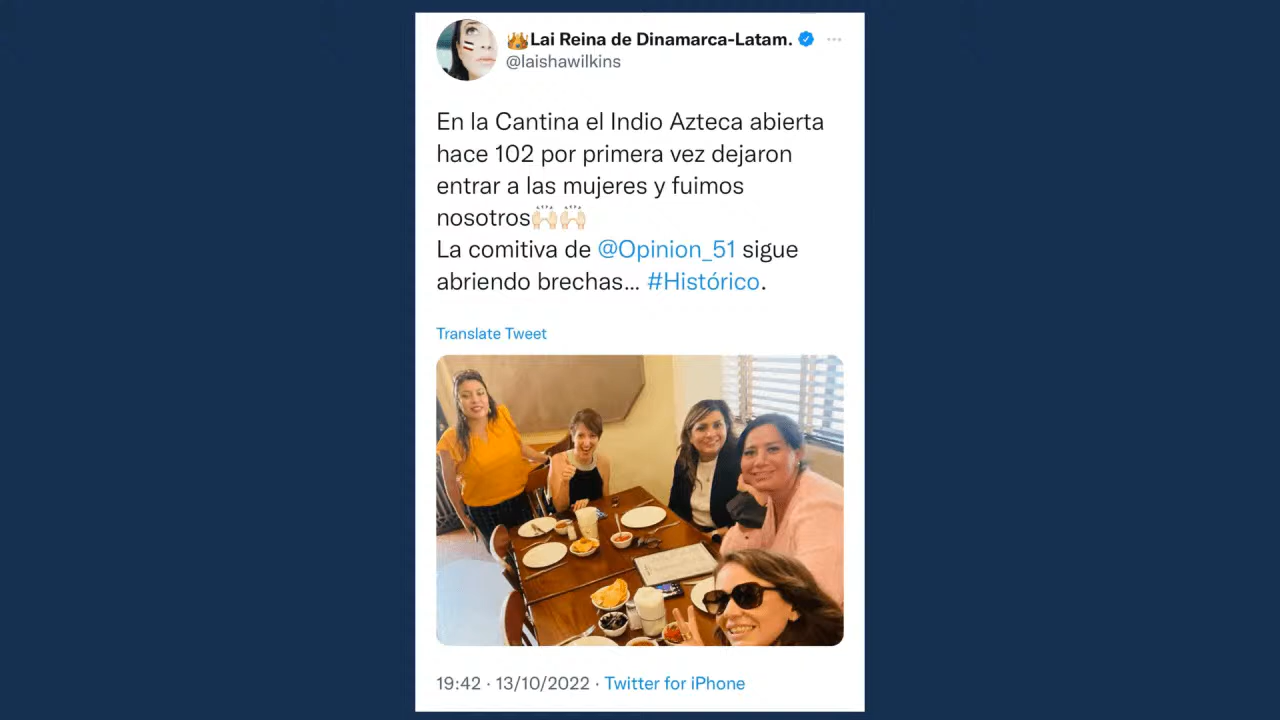 👑Lai Reina de Dinamarca-Latam.
@laishawilkins
En la Cantina el Indio Azteca abierta
hace 102 por primera vez dejaron
entrar a las mujeres y fuimos
nosotros🙌🏻🙌🏻
La comitiva de @Opinion_51 sigue
abriendo brechas... #Histórico.
Translate Tweet
19:42 · 13/10/2022 · Twitter for iPhone